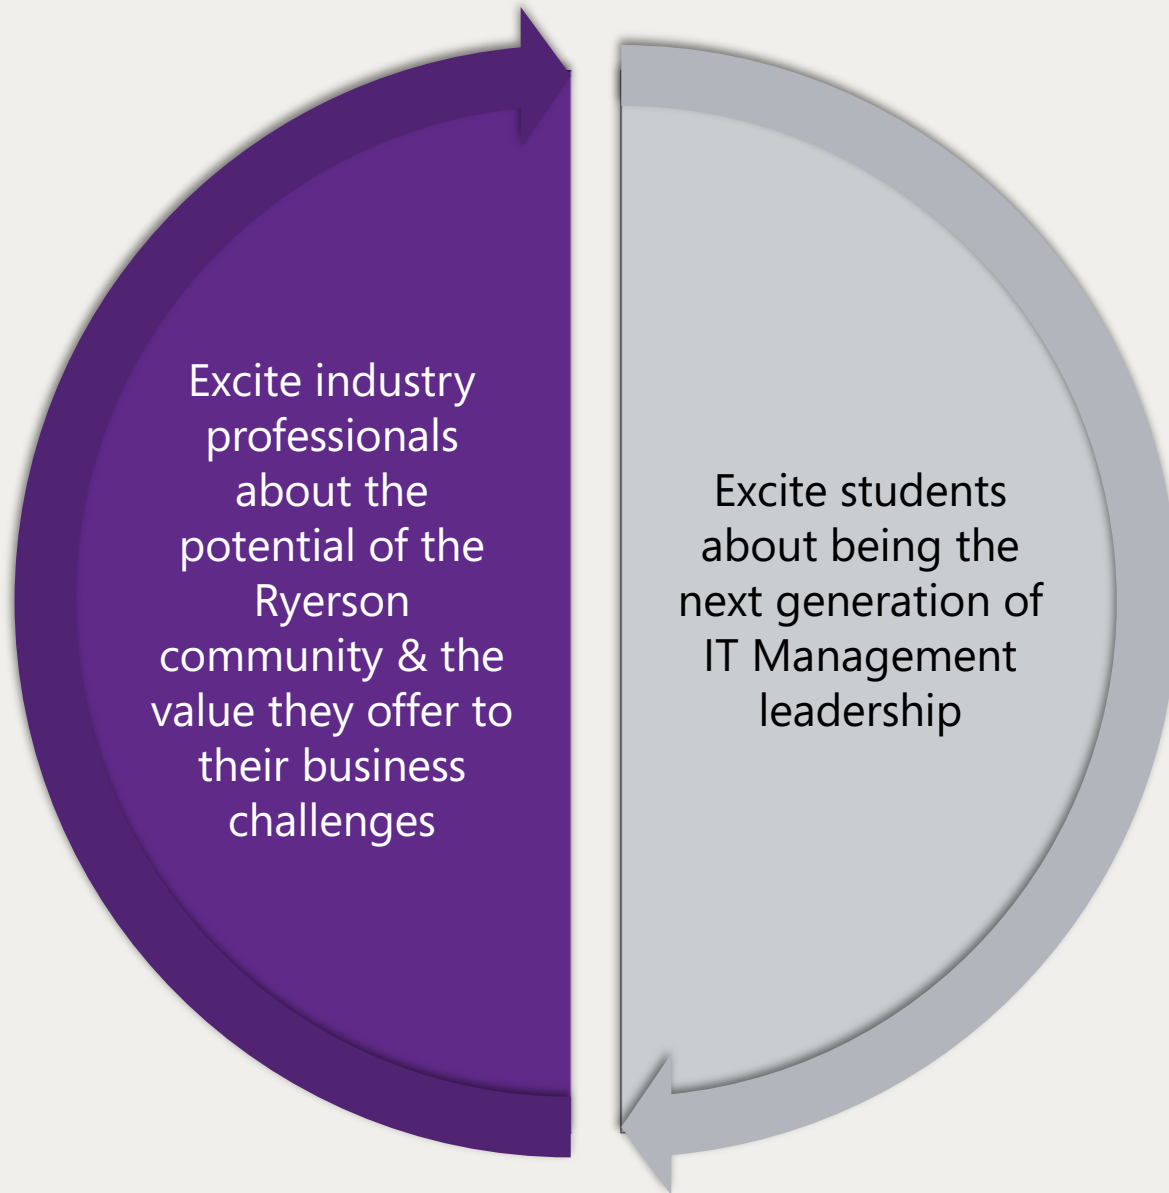 Excite industry
professionals
about the
potential of the
Ryerson
community & the
value they offer to
their business
challenges
Excite students
about being the
next generation of
IT Management
leadership